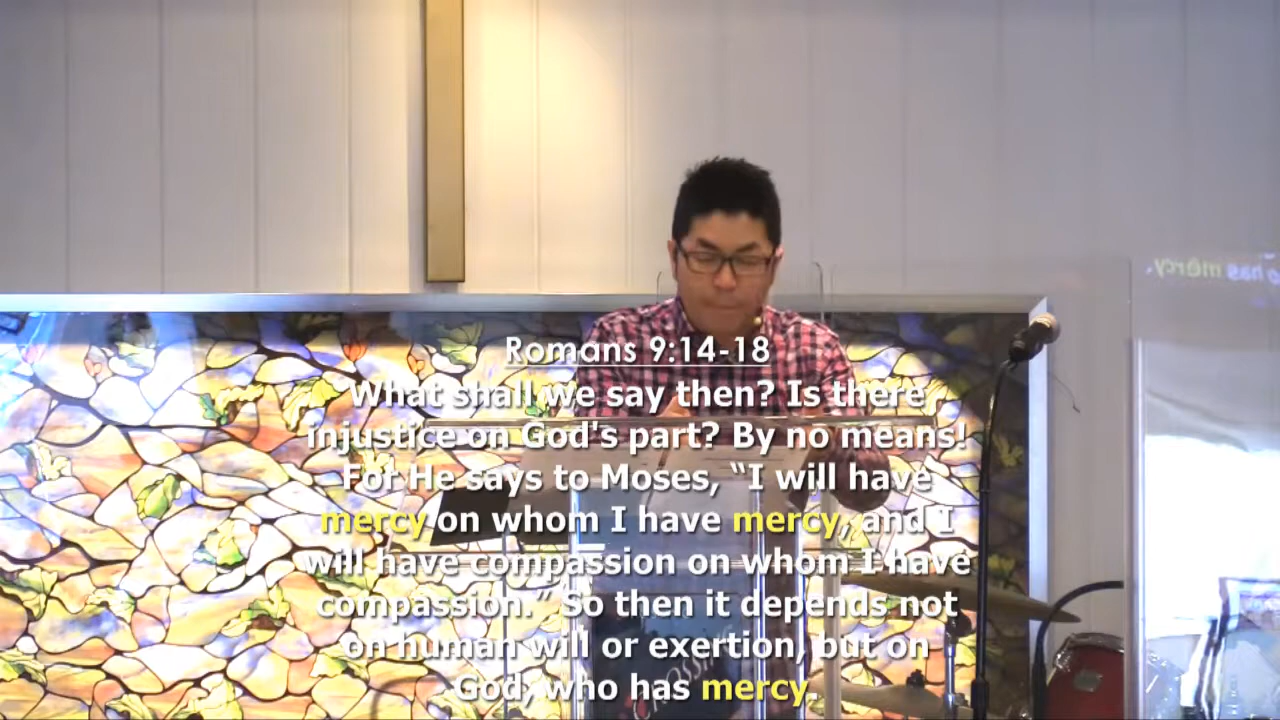 Romans 9:14-18
"What shall we say then? Is there
injustice on God's part? By no means!
For He says to Moses, “I will have
mercy on whom I have mercy, and I
will have compassion on whom I have
compassion.” So then it depends not
on human will or exertion, but on
God, who has mercy.
has mercy.